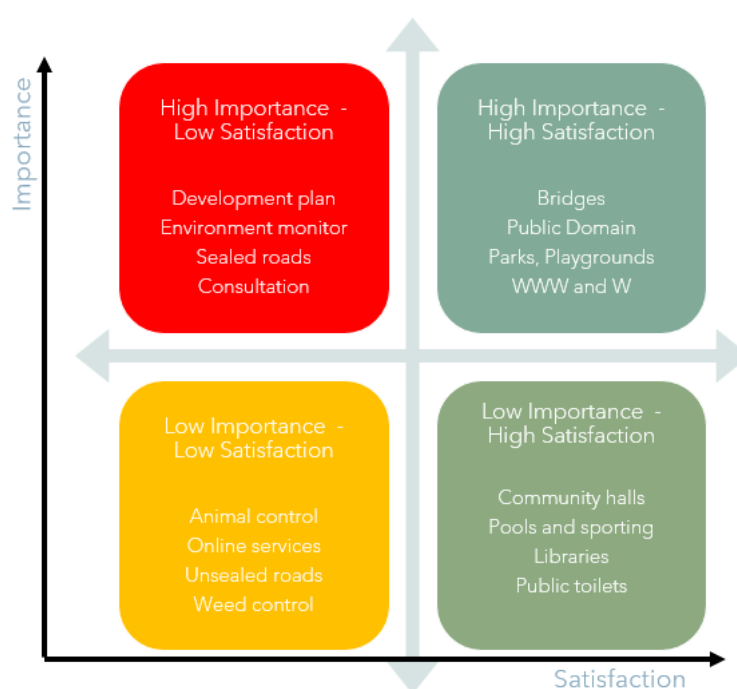 Importance
High Importance -
Low Satisfaction
Development plan
Environment monitor
Sealed roads
Consultation
High Importance -
High Satisfaction
Bridges
Public Domain
Parks, Playgrounds
WWW and W
Low Importance -
Low Satisfaction
Animal control
Online services
Unsealed roads
Weed control
Low Importance -
High Satisfaction
Community halls
Pools and sporting
Libraries
Public toilets
Satisfaction